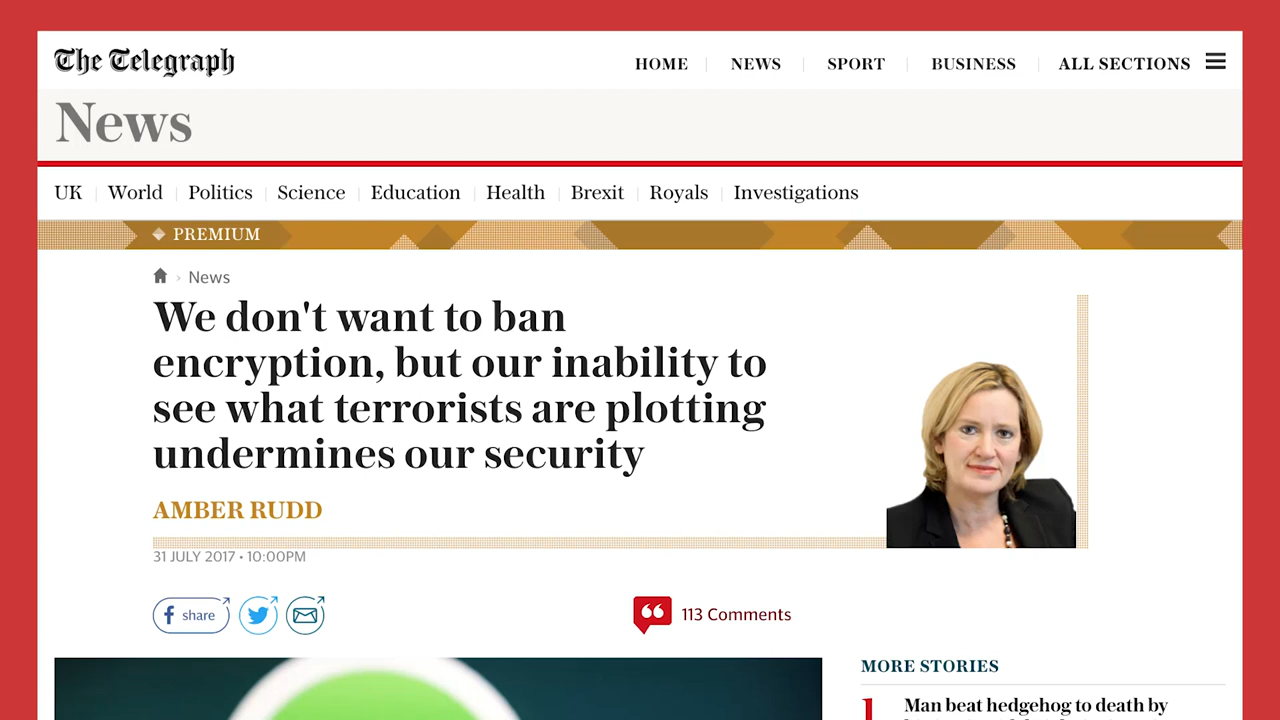 The Telegraph
HOME NEWS SPORT BUSINESS ALL SECTIONS
News
UK World Politics Science Education Health Brexit Royals Investigations
PREMIUM
› News
We don't want to ban
encryption, but our inability to
see what terrorists are plotting
undermines our security
AMBER RUDD
31 JULY 2017 • 10:00PM
share
113 Comments
MORE STORIES
1 Man beat hedgehog to death by